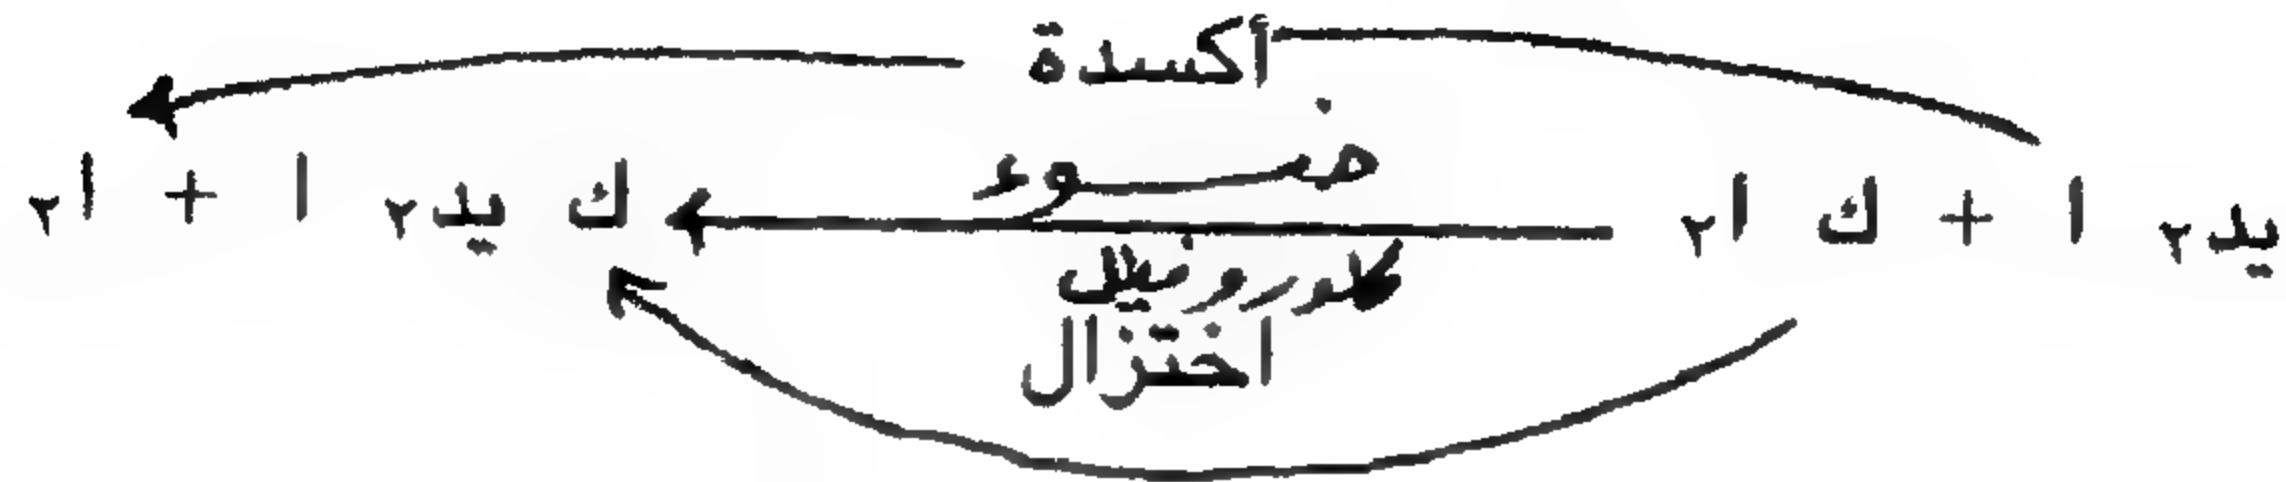 أكسدة
ضوء
يد٢ ا + ك ا٢ ← ك يد٢ ا + ا٢
كلوروفيل
اختزال